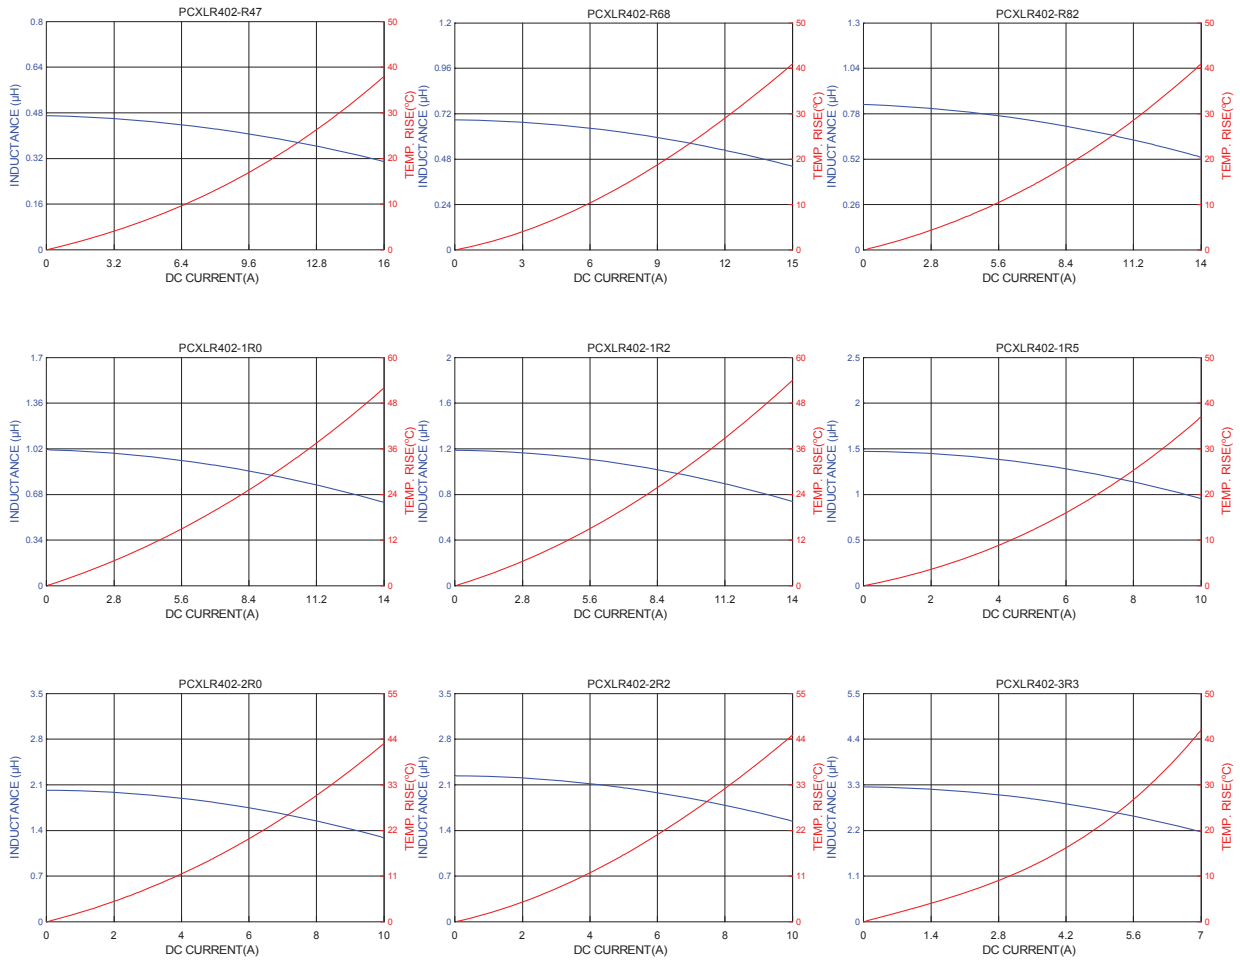 PCXLR402-R47
0.8
0.64
0.48
0.32
0.16
0
INDUCTANCE (µH)
50
40
30
20
10
0
TEMP. RISE(ºC)
0 3.2 6.4 9.6 12.8 16
DC CURRENT(A)
PCXLR402-R68
1.2
0.96
0.72
0.48
0.24
0
INDUCTANCE (µH)
50
40
30
20
10
0
TEMP. RISE(ºC)
0 3 6 9 12 15
DC CURRENT(A)
PCXLR402-R82
1.3
1.04
0.78
0.52
0.26
0
INDUCTANCE (µH)
50
40
30
20
10
0
TEMP. RISE(ºC)
0 2.8 5.6 8.4 11.2 14
DC CURRENT(A)
PCXLR402-1R0
1.7
1.36
1.02
0.68
0.34
0
INDUCTANCE (µH)
60
48
36
24
12
0
TEMP. RISE(ºC)
0 2.8 5.6 8.4 11.2 14
DC CURRENT(A)
PCXLR402-1R2
2
1.6
1.2
0.8
0.4
0
INDUCTANCE (µH)
60
48
36
24
12
0
TEMP. RISE(ºC)
0 2.8 5.6 8.4 11.2 14
DC CURRENT(A)
PCXLR402-1R5
2.5
2
1.5
1
0.5
0
INDUCTANCE (µH)
50
40
30
20
10
0
TEMP. RISE(ºC)
0 2 4 6 8 10
DC CURRENT(A)
PCXLR402-2R0
3.5
2.8
2.1
1.4
0.7
0
INDUCTANCE (µH)
55
44
33
22
11
0
TEMP. RISE(ºC)
0 2 4 6 8 10
DC CURRENT(A)
PCXLR402-2R2
3.5
2.8
2.1
1.4
0.7
0
INDUCTANCE (µH)
55
44
33
22
11
0
TEMP. RISE(ºC)
0 2 4 6 8 10
DC CURRENT(A)
PCXLR402-3R3
5.5
4.4
3.3
2.2
1.1
0
INDUCTANCE (µH)
50
40
30
20
10
0
TEMP. RISE(ºC)
0 1.4 2.8 4.2 5.6 7
DC CURRENT(A)